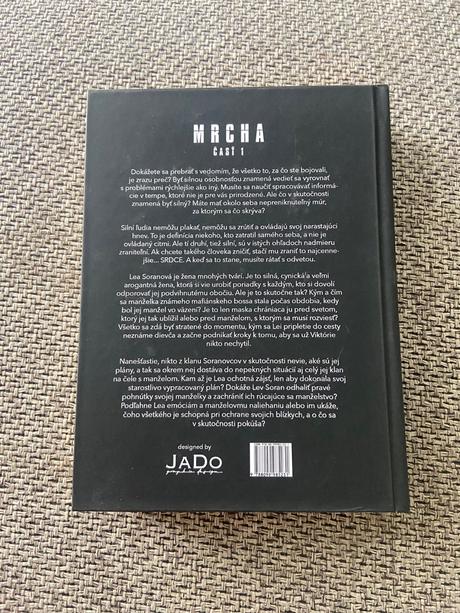 MRCHA
ČASŤ 1
Dokážete sa prebrať s vedomím, že všetko to, za čo ste bojovali,
je zrazu preč? Byť silnou osobnosťou znamená vedieť sa vyrovnať
s problémami rýchlejšie ako iný. Musíte sa naučiť spracovávať informá-
cie v tempe, ktoré nie je pre vás prirodzené. Ale čo v skutočnosti
znamená byť silný? Máte mať okolo seba nepreniknuteľný múr,
za ktorým sa čo skrýva?
Silní ľudia nemôžu plakať, nemôžu sa zrútiť a ovládajú svoj narastajúci
hnev. To je definícia niekoho, kto zatratil samého seba, a nie je
ovládaný citmi. Ale tí druhí, tiež silní, sú v istých ohľadoch nadmieru
zraniteľní. Ak chcete takého človeka zničiť, stačí mu zraniť to najcenne-
jšie... SRDCE. A keď sa to stane, musíte rátať s odvetou.
Lea Soranová je žena mnohých tvárí. Je to silná, cynická a veľmi
arogantná žena, ktorá si vie urobiť poriadky s každým, kto si dovolí
odporovať jej podvihnutému obočiu. Ale je to skutočne tak? Kým a čím
sa manželka známeho mafiánskeho bossa stala počas obdobia, kedy
bol jej manžel vo väzení? Je to len maska chrániaca ju pred svetom,
ktorý jej tak ublížil alebo pred manželom, s ktorým sa musí rozviesť?
Všetko sa zdá byť stratené do momentu, kým sa Lei pripletie do cesty
neznáme dievča a začne podnikať kroky k tomu, aby sa už Viktórie
nikto nechytil.
Nanešťastie, nikto z klanu Soranovcov v skutočnosti nevie, aké sú jej
plány, a tak sa okrem nej dostáva do nepekných situácií aj celý jej klan
na čele s manželom. Kam až je Lea ochotná zájsť, len aby dokonala svoj
starostlivo vypracovaný plán? Dokáže Lev Soran odhaliť pravé
pohnútky svojej manželky a zachrániť ich rúcajúce sa manželstvo?
Podľahne Lea emóciám a manželovmu naliehaniu alebo im ukáže,
čoho všetkého je schopná pri ochrane svojich blízkych, a o čo sa
v skutočnosti pokúša?
designed by
JADO
graphic design